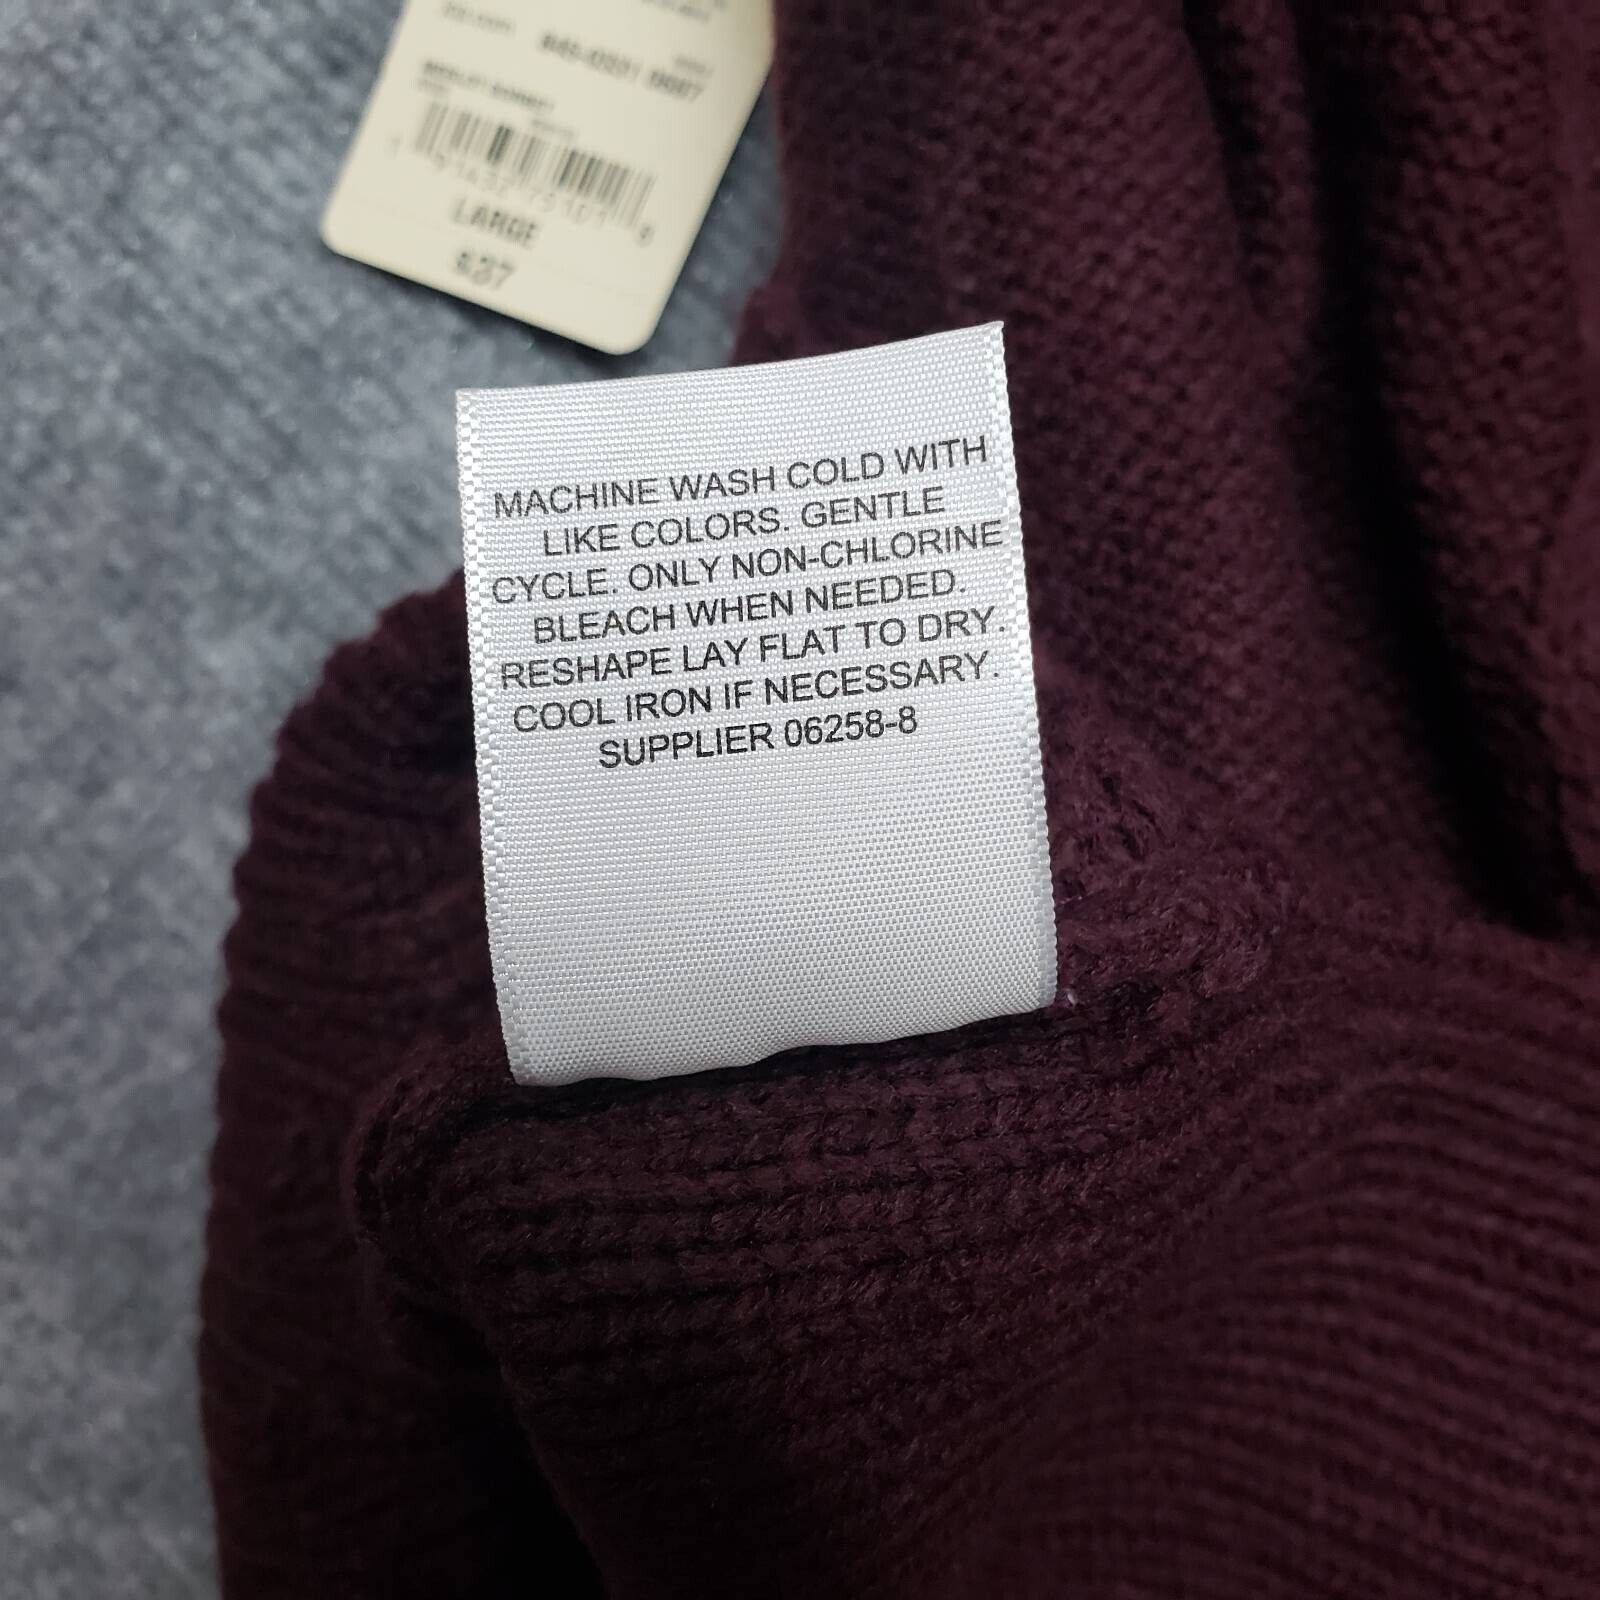 LARGE
$37
MACHINE WASH COLD WITH
LIKE COLORS. GENTLE
CYCLE. ONLY NON-CHLORINE
BLEACH WHEN NEEDED.
RESHAPE LAY FLAT TO DRY.
COOL IRON IF NECESSARY.
SUPPLIER 06258-8